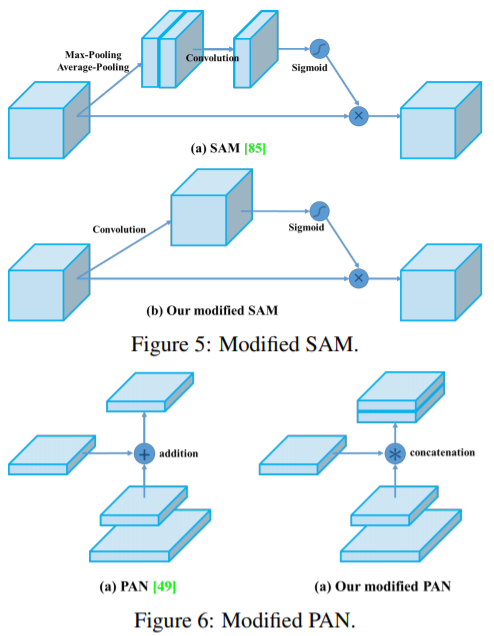 Max-Pooling
Average-Pooling
Convolution
Sigmoid
×
(a) SAM [85]
Convolution
Sigmoid
×
(b) Our modified SAM
Figure 5: Modified SAM.
+ addition
* concatenation
(a) PAN [49]
(a) Our modified PAN
Figure 6: Modified PAN.